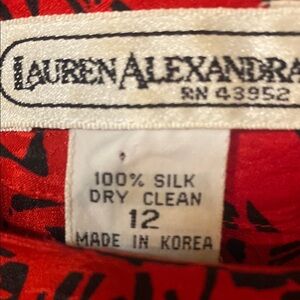 LAUREN ALEXANDRA
RN 43952
100% SILK
DRY CLEAN
12
MADE IN KOREA